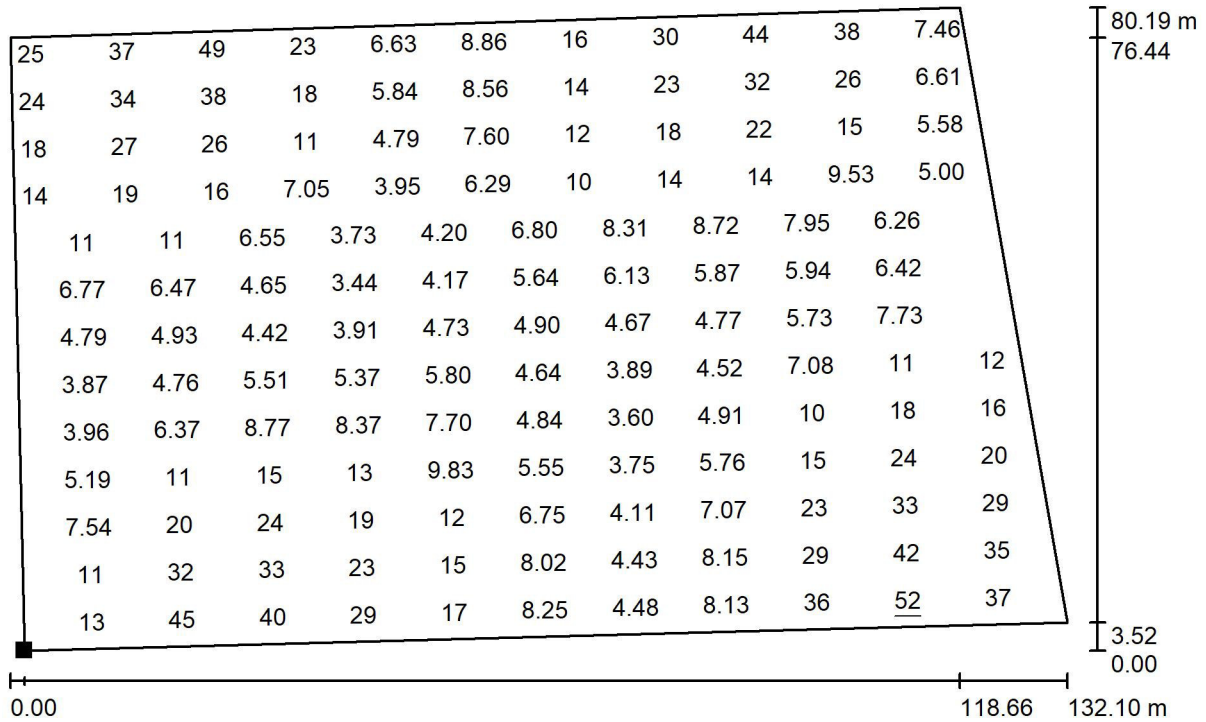 25 37 49 23 6.63 8.86 16 30 44 38 7.46
80.19 m
76.44
24 34 38 18 5.84 8.56 14 23 32 26 6.61
18 27 26 11 4.79 7.60 12 18 22 15 5.58
14 19 16 7.05 3.95 6.29 10 14 14 9.53 5.00
11 11 6.55 3.73 4.20 6.80 8.31 8.72 7.95 6.26
6.77 6.47 4.65 3.44 4.17 5.64 6.13 5.87 5.94 6.42
4.79 4.93 4.42 3.91 4.73 4.90 4.67 4.77 5.73 7.73
3.87 4.76 5.51 5.37 5.80 4.64 3.89 4.52 7.08 11 12
3.96 6.37 8.77 8.37 7.70 4.84 3.60 4.91 10 18 16
5.19 11 15 13 9.83 5.55 3.75 5.76 15 24 20
7.54 20 24 19 12 6.75 4.11 7.07 23 33 29
11 32 33 23 15 8.02 4.43 8.15 29 42 35
13 45 40 29 17 8.25 4.48 8.13 36 52 37
3.52
0.00
0.00 118.66 132.10 m